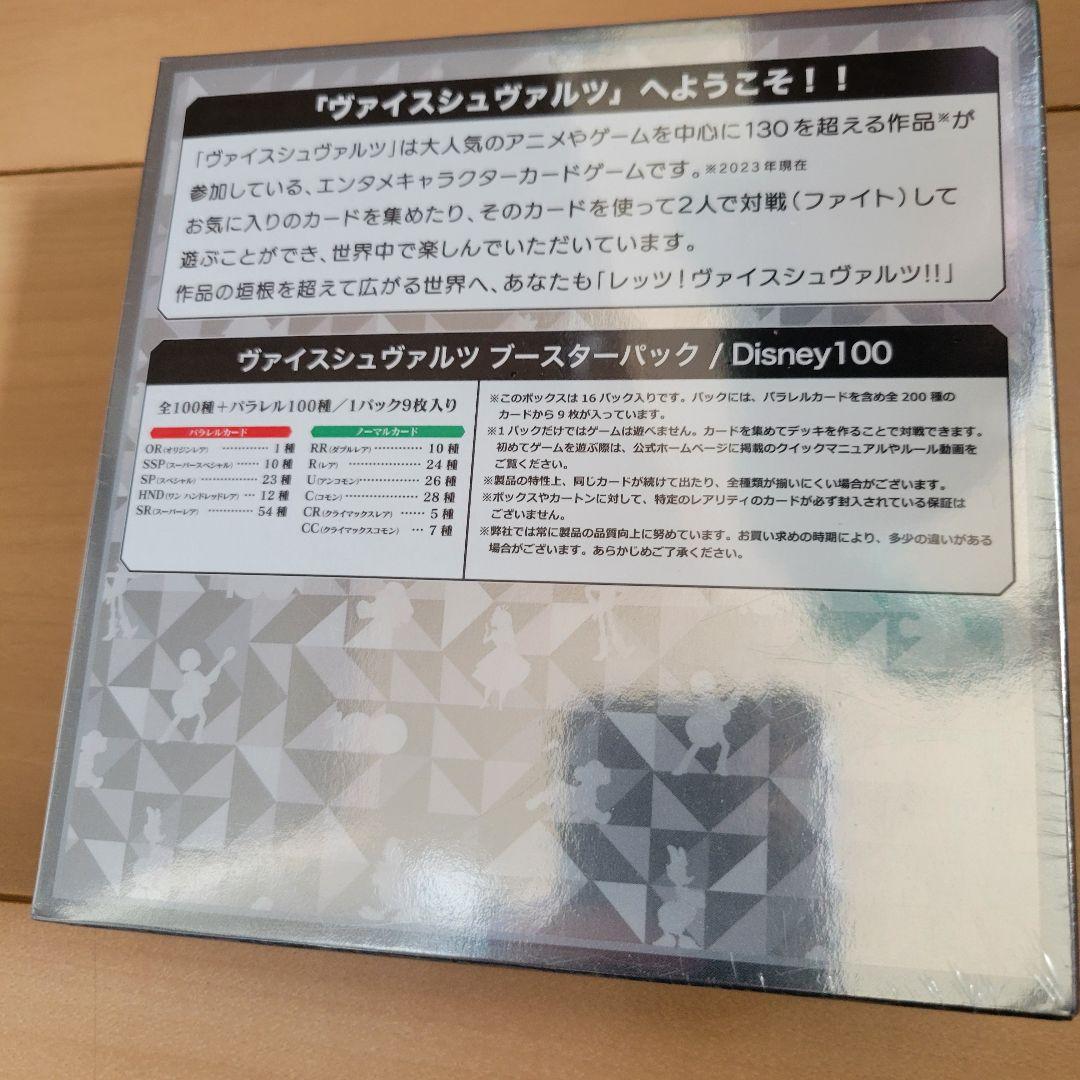 「ヴァイスシュヴァルツ」へようこそ！！
「ヴァイスシュヴァルツ」は大人気のアニメやゲームを中心に130を超える作品※が
参加している、エンタメキャラクターカードゲームです。※2023年現在
お気に入りのカードを集めたり、そのカードを使って2人で対戦（ファイト）して
遊ぶことができ、世界中で楽しんでいただいています。
作品の垣根を超えて広がる世界へ、あなたも「レッツ！ヴァイスシュヴァルツ!!」
ヴァイスシュヴァルツ ブースターパック / Disney100
全100種＋パラレル100種／1パック9枚入り
パラレルカード
OR（オリジンレア）…………… 1種
SSP（スーパースペシャル）…… 10種
SP（スペシャル）…………… 23種
HND（ワン ハンドレッドレア）… 12種
SR（スーパーレア）…………… 54種
ノーマルカード
RR（ダブルレア）…………… 10種
R（レア）…………… 24種
U（アンコモン）…………… 26種
C（コモン）…………… 28種
CR（クライマックスレア）…… 5種
CC（クライマックスコモン）… 7種
※このボックスは16パック入りです。パックには、パラレルカードを含め全200種の
カードから9枚が入っています。
※1パックだけではゲームは遊べません。カードを集めてデッキを作ることで対戦できます。
初めてゲームを遊ぶ際は、公式ホームページに掲載のクイックマニュアルやルール動画を
ご覧ください。
※製品の特性上、同じカードが続けて出たり、全種類が揃いにくい場合がございます。
※ボックスやカートンに対して、特定のレアリティのカードが必ず封入されている保証は
ございません。
※弊社では常に製品の品質向上に努めています。お買い求めの時期により、多少の違いがある
場合がございます。あらかじめご了承ください。